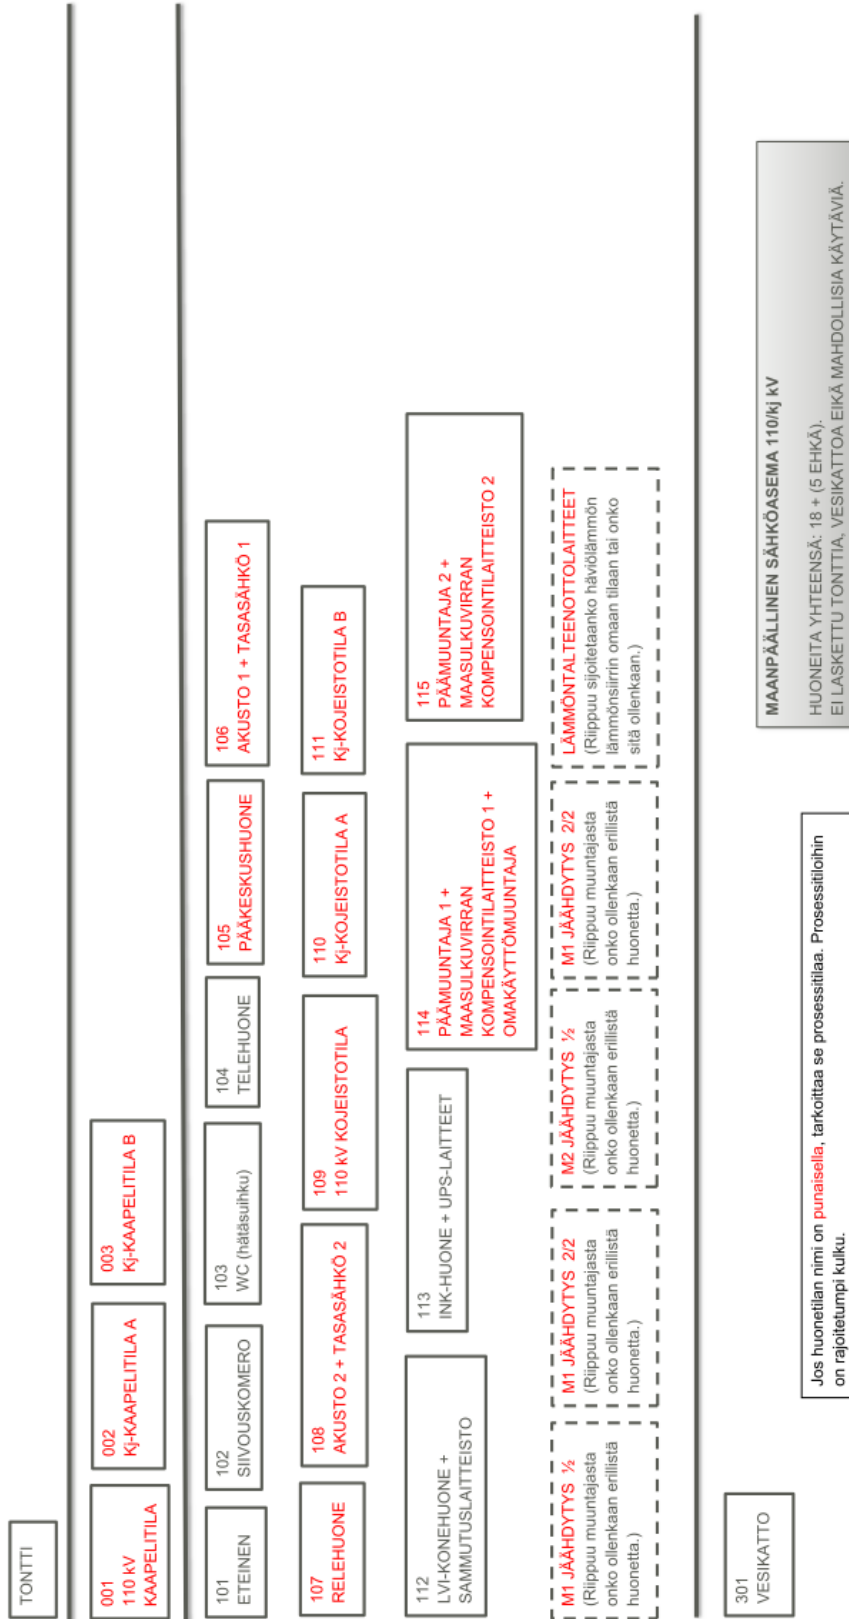 TONTTI
001
110 kV
KAAPELITILA
002
Kj-KAAPELITILA A
003
Kj-KAAPELITILA B
101
ETEINEN
102
SIIVOUSKOMERO
103
WC (hätäsuihku)
104
TELEHUONE
105
PÄÄKESKUSHUONE
106
AKUSTO 1 + TASASÄHKÖ 1
107
RELEHUONE
108
AKUSTO 2 + TASASÄHKÖ 2
109
110 kV KOJEISTOTILA
110
Kj-KOJEISTOTILA A
111
Kj-KOJEISTOTILA B
112
LVI-KONEHUONE +
SAMMUTUSLAITTEISTO
113
INK-HUONE + UPS-LAITTEET
114
PÄÄMUUNTAJA 1 +
MAASULKUVIRRAN
KOMPENSOINTILAITTEISTO 1 +
OMAKÄYTTÖMUUNTAJA
115
PÄÄMUUNTAJA 2 +
MAASULKUVIRRAN
KOMPENSOINTILAITTEISTO 2
M1 JÄÄHDYTYS ½
(Riippuu muuntajasta
onko ollenkaan erillistä
huonetta.)
M1 JÄÄHDYTYS 2/2
(Riippuu muuntajasta
onko ollenkaan erillistä
huonetta.)
M2 JÄÄHDYTYS ½
(Riippuu muuntajasta
onko ollenkaan erillistä
huonetta.)
M1 JÄÄHDYTYS 2/2
(Riippuu muuntajasta
onko ollenkaan erillistä
huonetta.)
LÄMMÖNTALTEENOTTOLAITTEET
(Riippuu sijoitetaanko häviölämmön
lämmönsiirrin omaan tilaan tai onko
sitä ollenkaan.)
301
VESIKATTO
Jos huonetilan nimi on punaisella, tarkoittaa se prosessitilaa. Prosessitiloihin
on rajoitetumpi kulku.
MAANPÄÄLLINEN SÄHKÖASEMA 110/kj kV
HUONEITA YHTEENSÄ: 18 + (5 EHKÄ).
EI LASKETTU TONTTIA, VESIKATTOA EIKÄ MAHDOLLISIA KÄYTÄVIÄ.